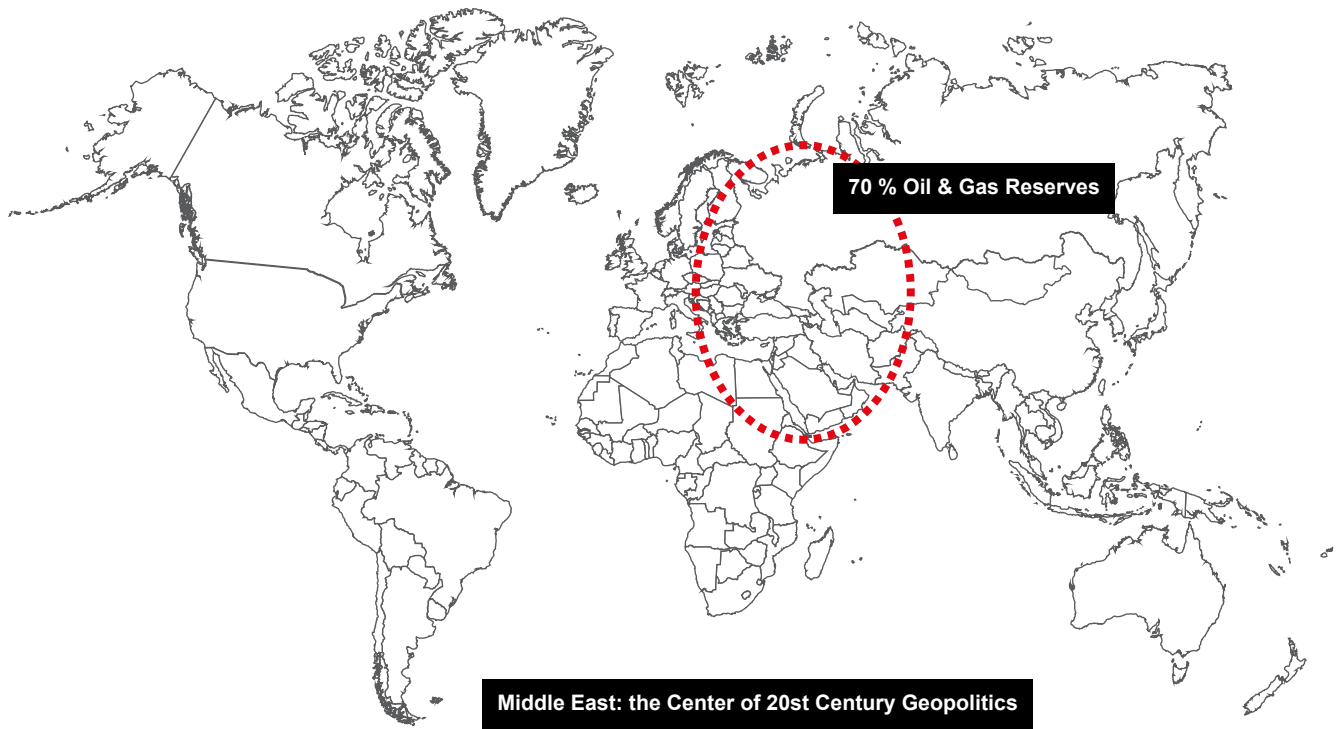 70 % Oil & Gas Reserves
Middle East: the Center of 20st Century Geopolitics